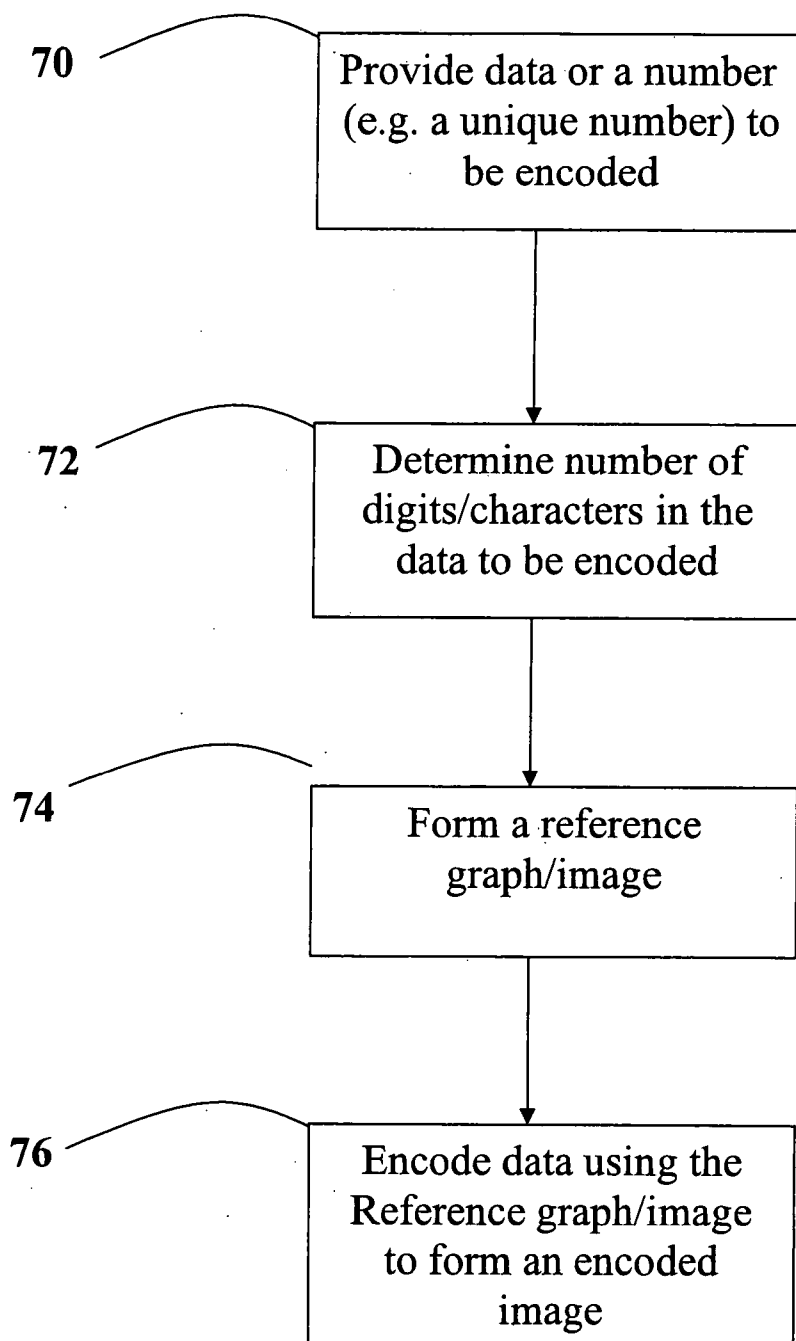 70
Provide data or a number
(e.g. a unique number) to
be encoded
72
Determine number of
digits/characters in the
data to be encoded
74
Form a reference
graph/image
76
Encode data using the
Reference graph/image
to form an encoded
image